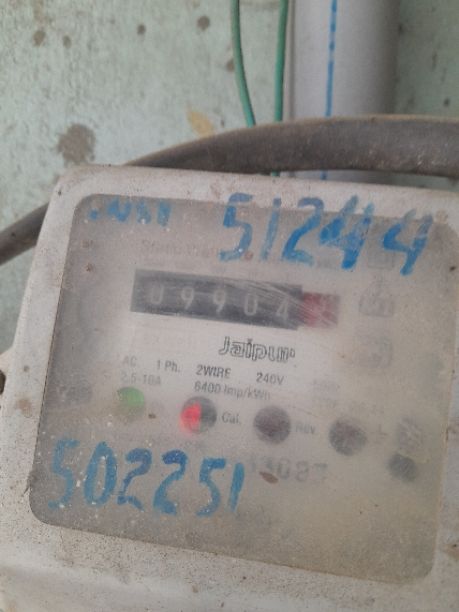 51244
09904
Jaipur
AC. 1 Ph. 2WIRE 240V
2.5-10A 6400 Imp/kWh
Cal. Rev.
502251